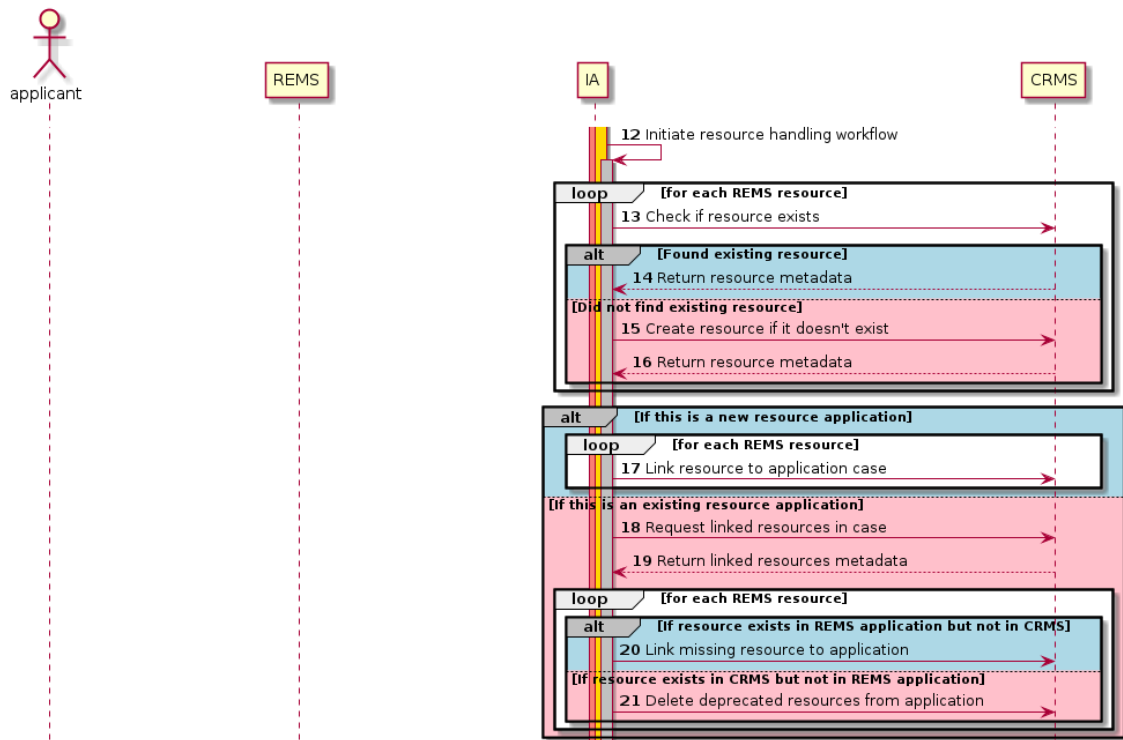 applicant
REMS
IA
CRMS
12 Initiate resource handling workflow
loop [for each REMS resource]
13 Check if resource exists
alt [Found existing resource]
14 Return resource metadata
[Did not find existing resource]
15 Create resource if it doesn't exist
16 Return resource metadata
alt [If this is a new resource application]
loop [for each REMS resource]
17 Link resource to application case
[If this is an existing resource application]
18 Request linked resources in case
19 Return linked resources metadata
loop [for each REMS resource]
alt [If resource exists in REMS application but not in CRMS]
20 Link missing resource to application
[If resource exists in CRMS but not in REMS application]
21 Delete deprecated resources from application